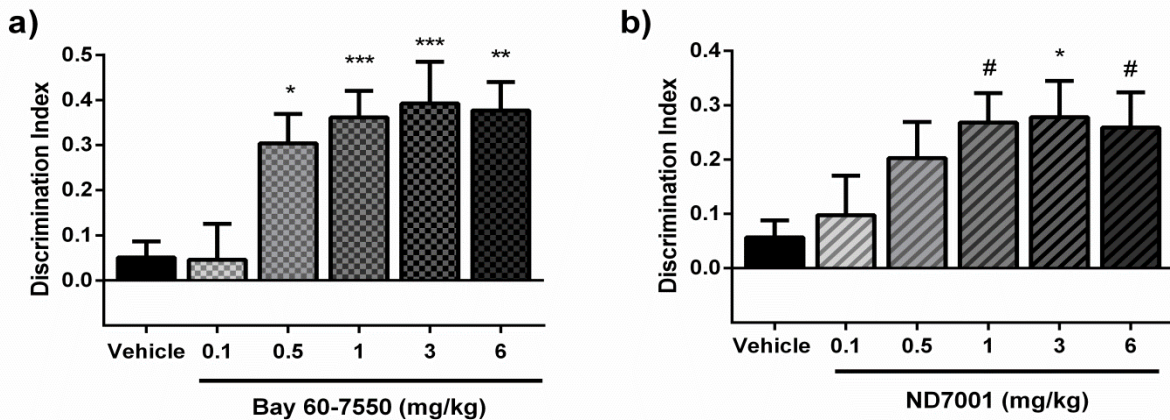 a)
Discrimination Index
0.5
0.4
0.3
0.2
0.1
0.0
*
***
***
**
Vehicle 0.1 0.5 1 3 6
Bay 60-7550 (mg/kg)
b)
Discrimination Index
0.4
0.3
0.2
0.1
0.0
#
*
#
Vehicle 0.1 0.5 1 3 6
ND7001 (mg/kg)